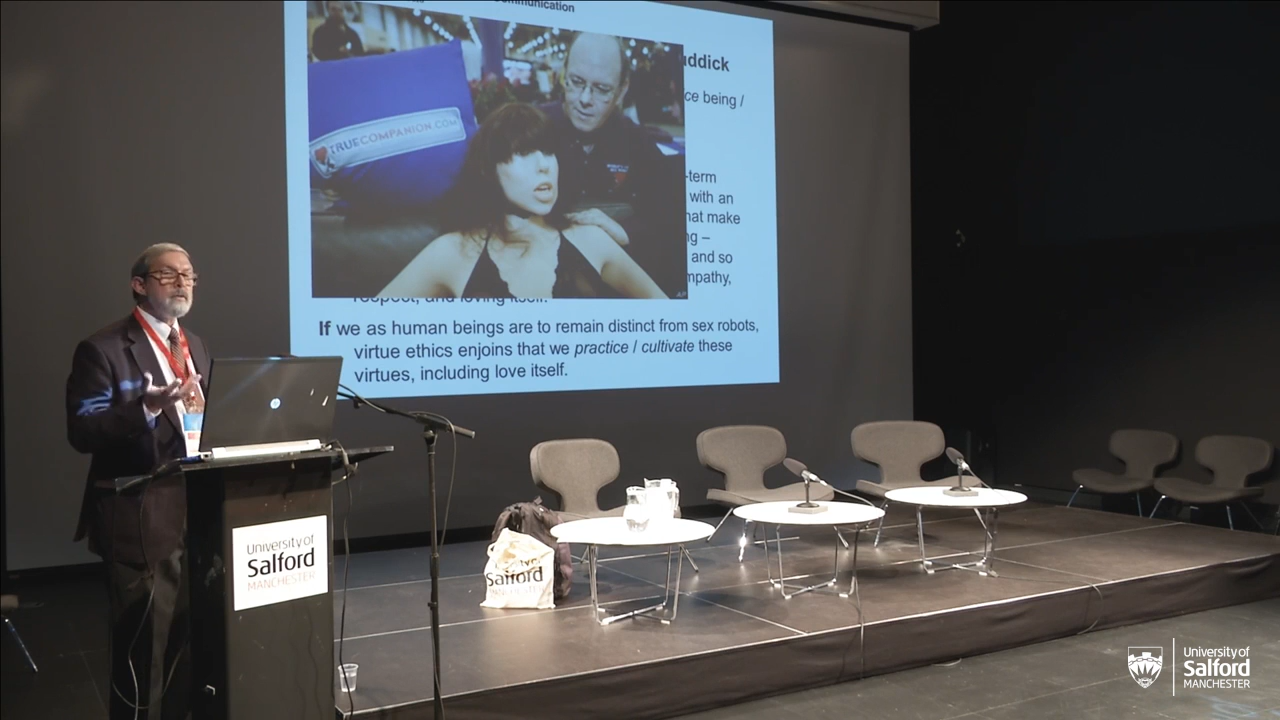 TRUECOMPANION.COM
ce being /
-term
with an
hat make
ng –
and so
mpathy,
respect, and loving itself.
If we as human beings are to remain distinct from sex robots,
virtue ethics enjoins that we practice / cultivate these
virtues, including love itself.
AP
University of
Salford
MANCHESTER
Salford
University of
Salford
MANCHESTER